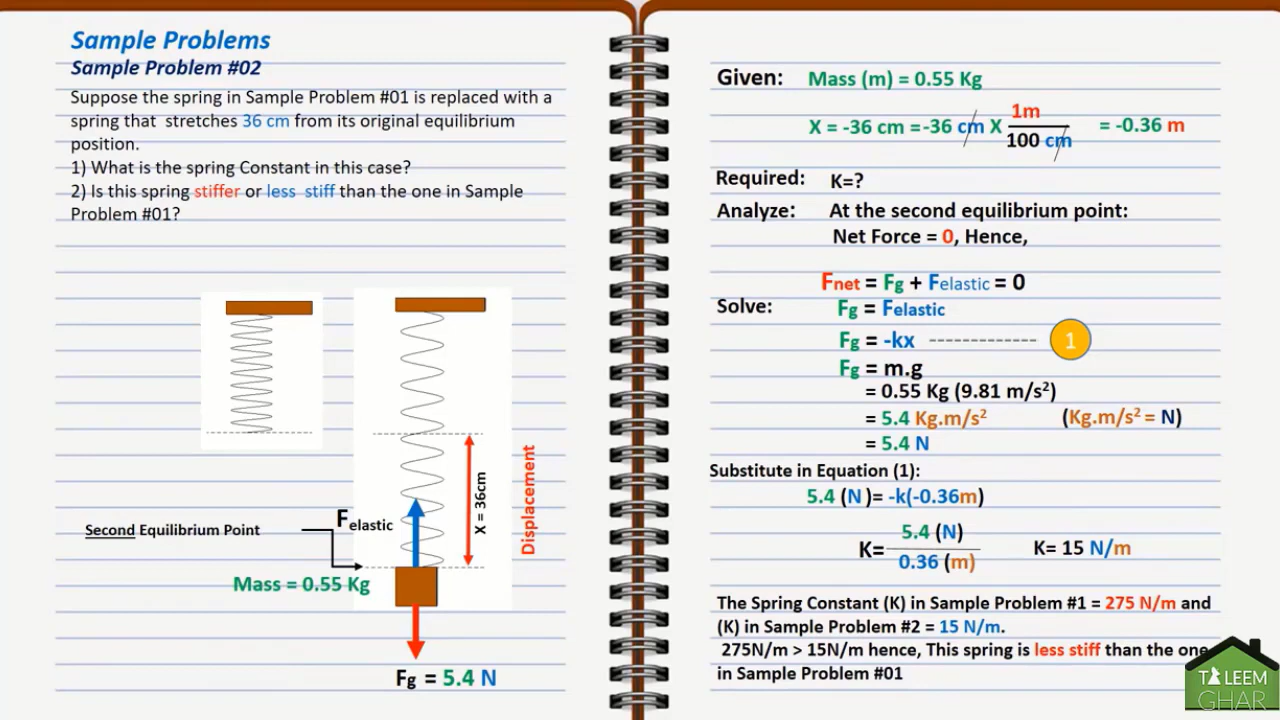 Sample Problems
Sample Problem #02
Suppose the spring in Sample Problem #01 is replaced with a
spring that stretches 36 cm from its original equilibrium
position.
1) What is the spring Constant in this case?
2) Is this spring stiffer or less stiff than the one in Sample
Problem #01?
Second Equilibrium Point
Felastic
Mass = 0.55 Kg
X = 36cm
Displacement
Fg = 5.4 N
Given: Mass (m) = 0.55 Kg
X = -36 cm = -36 cm X 1m / 100 cm = -0.36 m
Required: K=?
Analyze: At the second equilibrium point:
Net Force = 0, Hence,
Fnet = Fg + Felastic = 0
Solve: Fg = Felastic
Fg = -kx ------------- 1
Fg = m.g
= 0.55 Kg (9.81 m/s²)
= 5.4 Kg.m/s² (Kg.m/s² = N)
= 5.4 N
Substitute in Equation (1):
5.4 (N )= -k(-0.36m)
K= 5.4 (N) / 0.36 (m) K= 15 N/m
The Spring Constant (K) in Sample Problem #1 = 275 N/m and
(K) in Sample Problem #2 = 15 N/m.
275N/m > 15N/m hence, This spring is less stiff than the one
in Sample Problem #01
TALEEM
GHAR